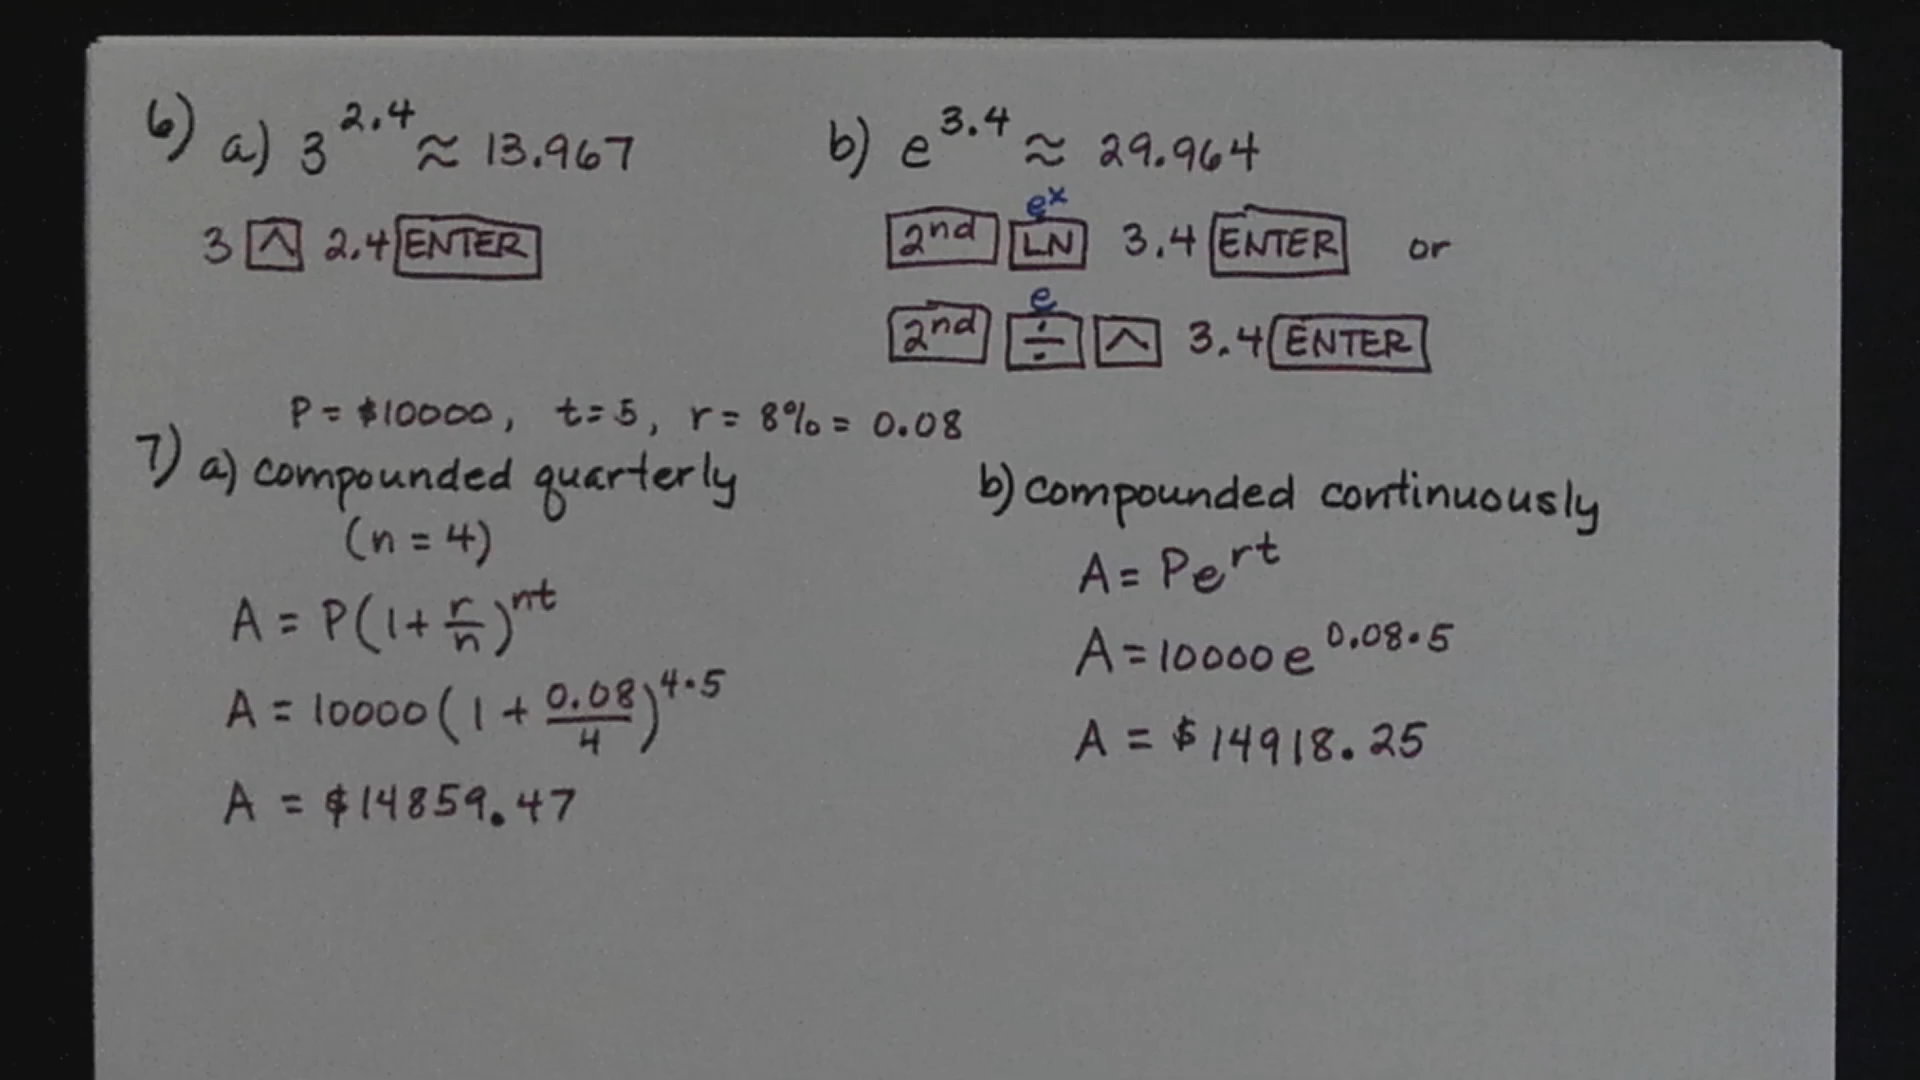 6) a) 3^2.4 ≈ 13.967
3 ^ 2.4 ENTER
b) e^3.4 ≈ 29.964
e^x
2nd LN 3.4 ENTER or
e
2nd ÷ ^ 3.4 ENTER
P = $10000, t = 5, r = 8% = 0.08
7) a) compounded quarterly
(n = 4)
A = P(1 + r/n)^nt
A = 10000(1 + 0.08/4)^4·5
A = $14859.47
b) compounded continuously
A = Pe^rt
A = 10000e^0.08·5
A = $14918.25